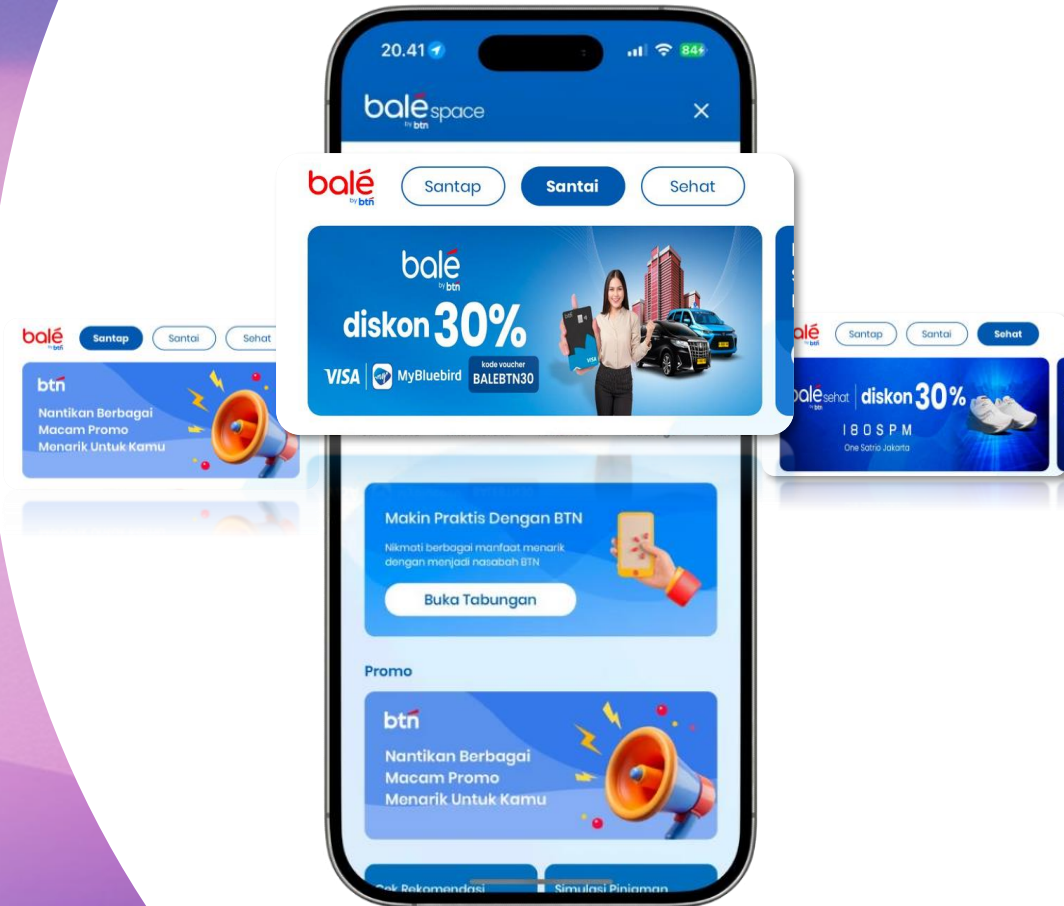 20.41
84
balé space
by btn
balé
by btn
Santap
Santai
Sehat
balé
by btn
diskon 30%
VISA
MyBluebird
kode voucher
BALEBTN30
VISA
balé
by btn
Santap
Santai
Sehat
btn
Nantikan Berbagai
Macam Promo
Menarik Untuk Kamu
alé
by btn
Santap
Santai
Sehat
balé sehat
by btn
diskon 30%
One Satrio Jakarta
Makin Praktis Dengan BTN
Nikmati berbagai manfaat menarik
dengan menjadi nasabah BTN
Buka Tabungan
Promo
btn
Nantikan Berbagai
Macam Promo
Menarik Untuk Kamu
Cek Rekomendasi
Simulasi Pinjaman